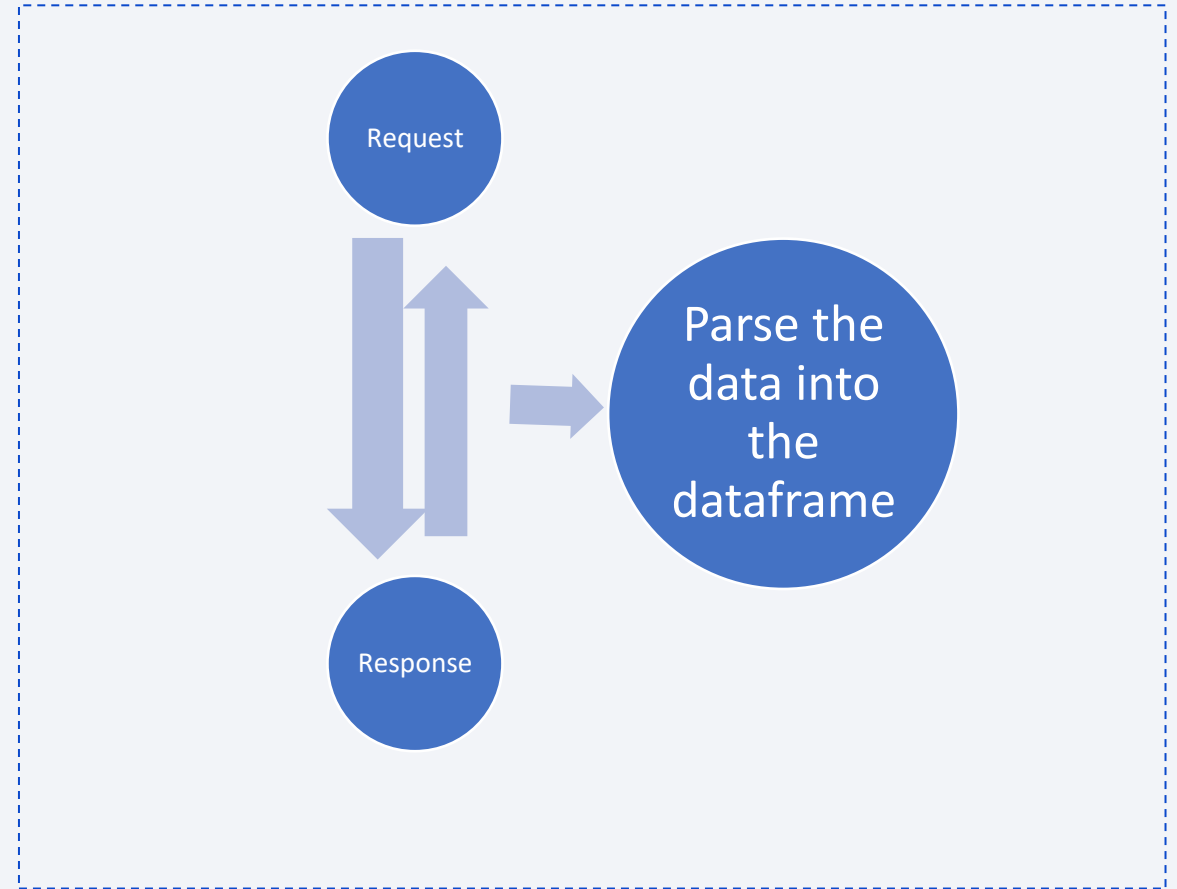 Request
Parse the
data into
the
dataframe
Response